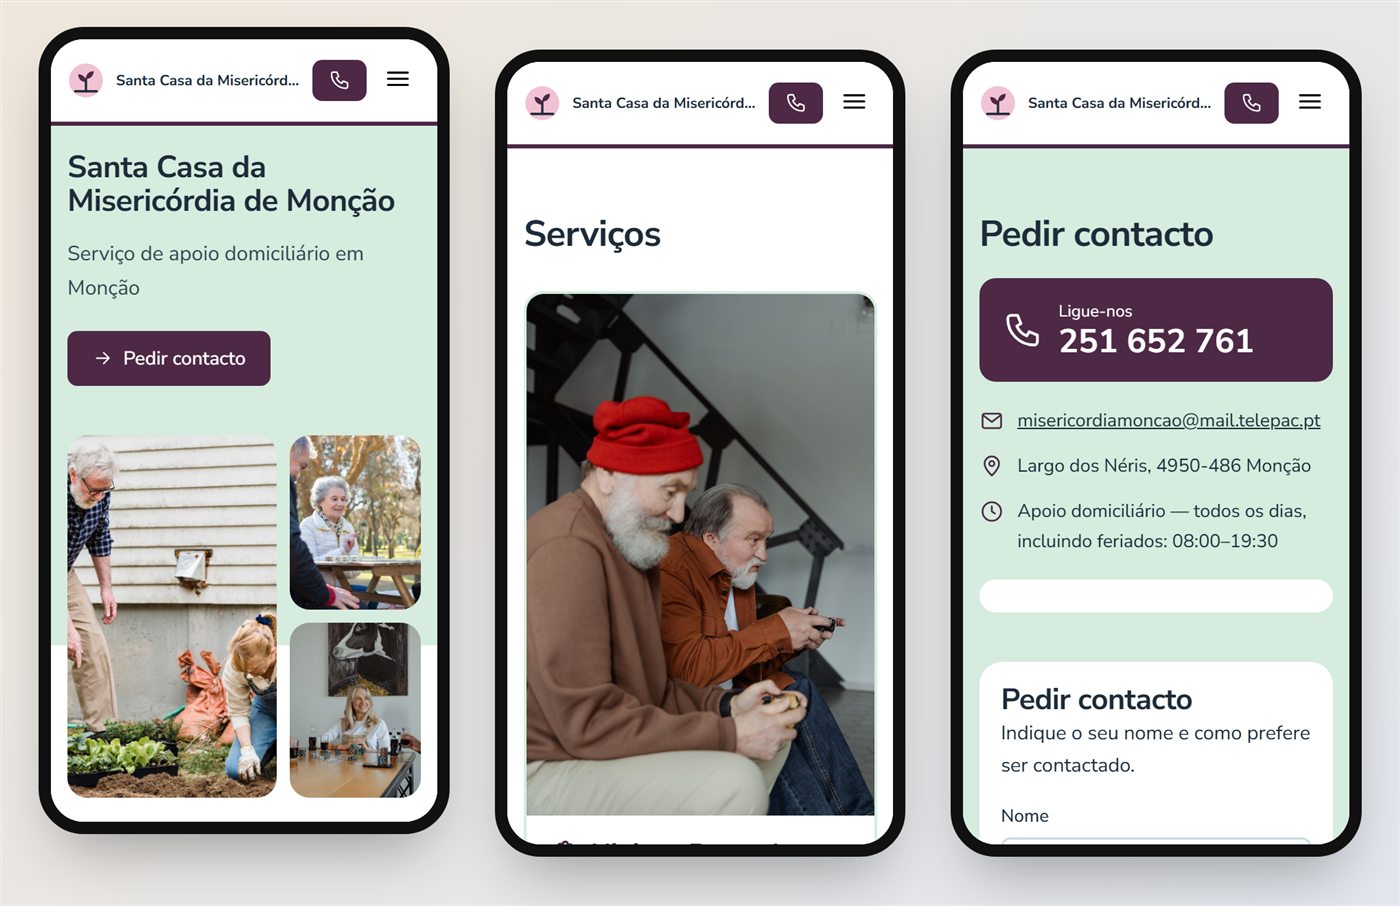 Santa Casa da Misericórd...
Santa Casa da
Misericórdia de Monção
Serviço de apoio domiciliário em
Monção
Pedir contacto
Santa Casa da Misericórd...
Serviços
Santa Casa da Misericórd...
Pedir contacto
Ligue-nos
251 652 761
misericordiamoncao@mail.telepac.pt
Largo dos Néris, 4950-486 Monção
Apoio domiciliário — todos os dias,
incluindo feriados: 08:00–19:30
Pedir contacto
Indique o seu nome e como prefere
ser contactado.
Nome